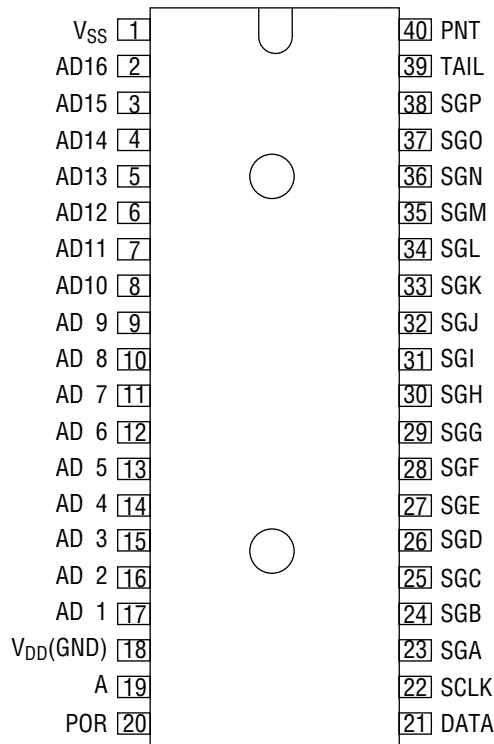 VSS 1 40 PNT
AD16 2 39 TAIL
AD15 3 38 SGP
AD14 4 37 SGO
AD13 5 36 SGN
AD12 6 35 SGM
AD11 7 34 SGL
AD10 8 33 SGK
AD 9 9 32 SGJ
AD 8 10 31 SGI
AD 7 11 30 SGH
AD 6 12 29 SGG
AD 5 13 28 SGF
AD 4 14 27 SGE
AD 3 15 26 SGD
AD 2 16 25 SGC
AD 1 17 24 SGB
VDD(GND) 18 23 SGA
A 19 22 SCLK
POR 20 21 DATA